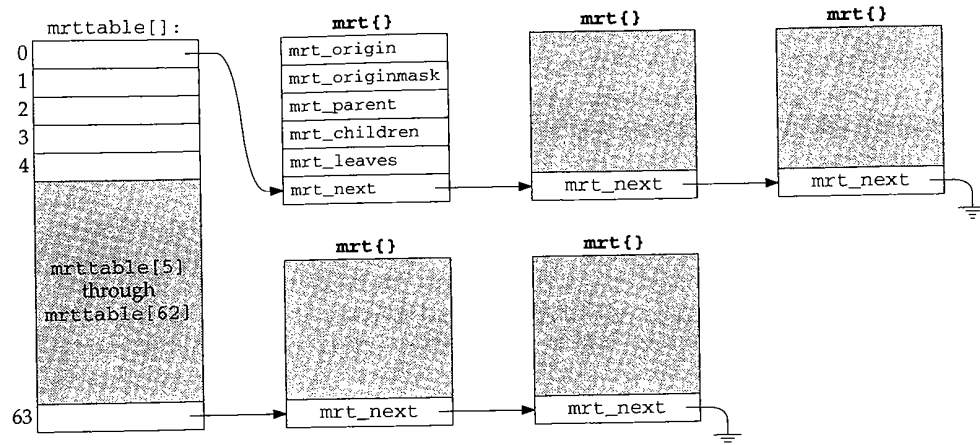 mrttable[]:
0
1
2
3
4
mrttable[5]
through
mrttable[62]
63
mrt{}
mrt_origin
mrt_originmask
mrt_parent
mrt_children
mrt_leaves
mrt_next
mrt{}
mrt_next
mrt{}
mrt_next
mrt{}
mrt_next
mrt{}
mrt_next